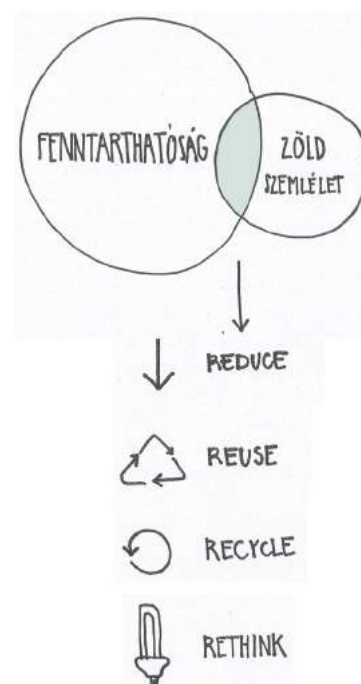 FENNTARTHATÓSÁG
ZÖLD
SZEMLÉLET
REDUCE
REUSE
RECYCLE
RETHINK